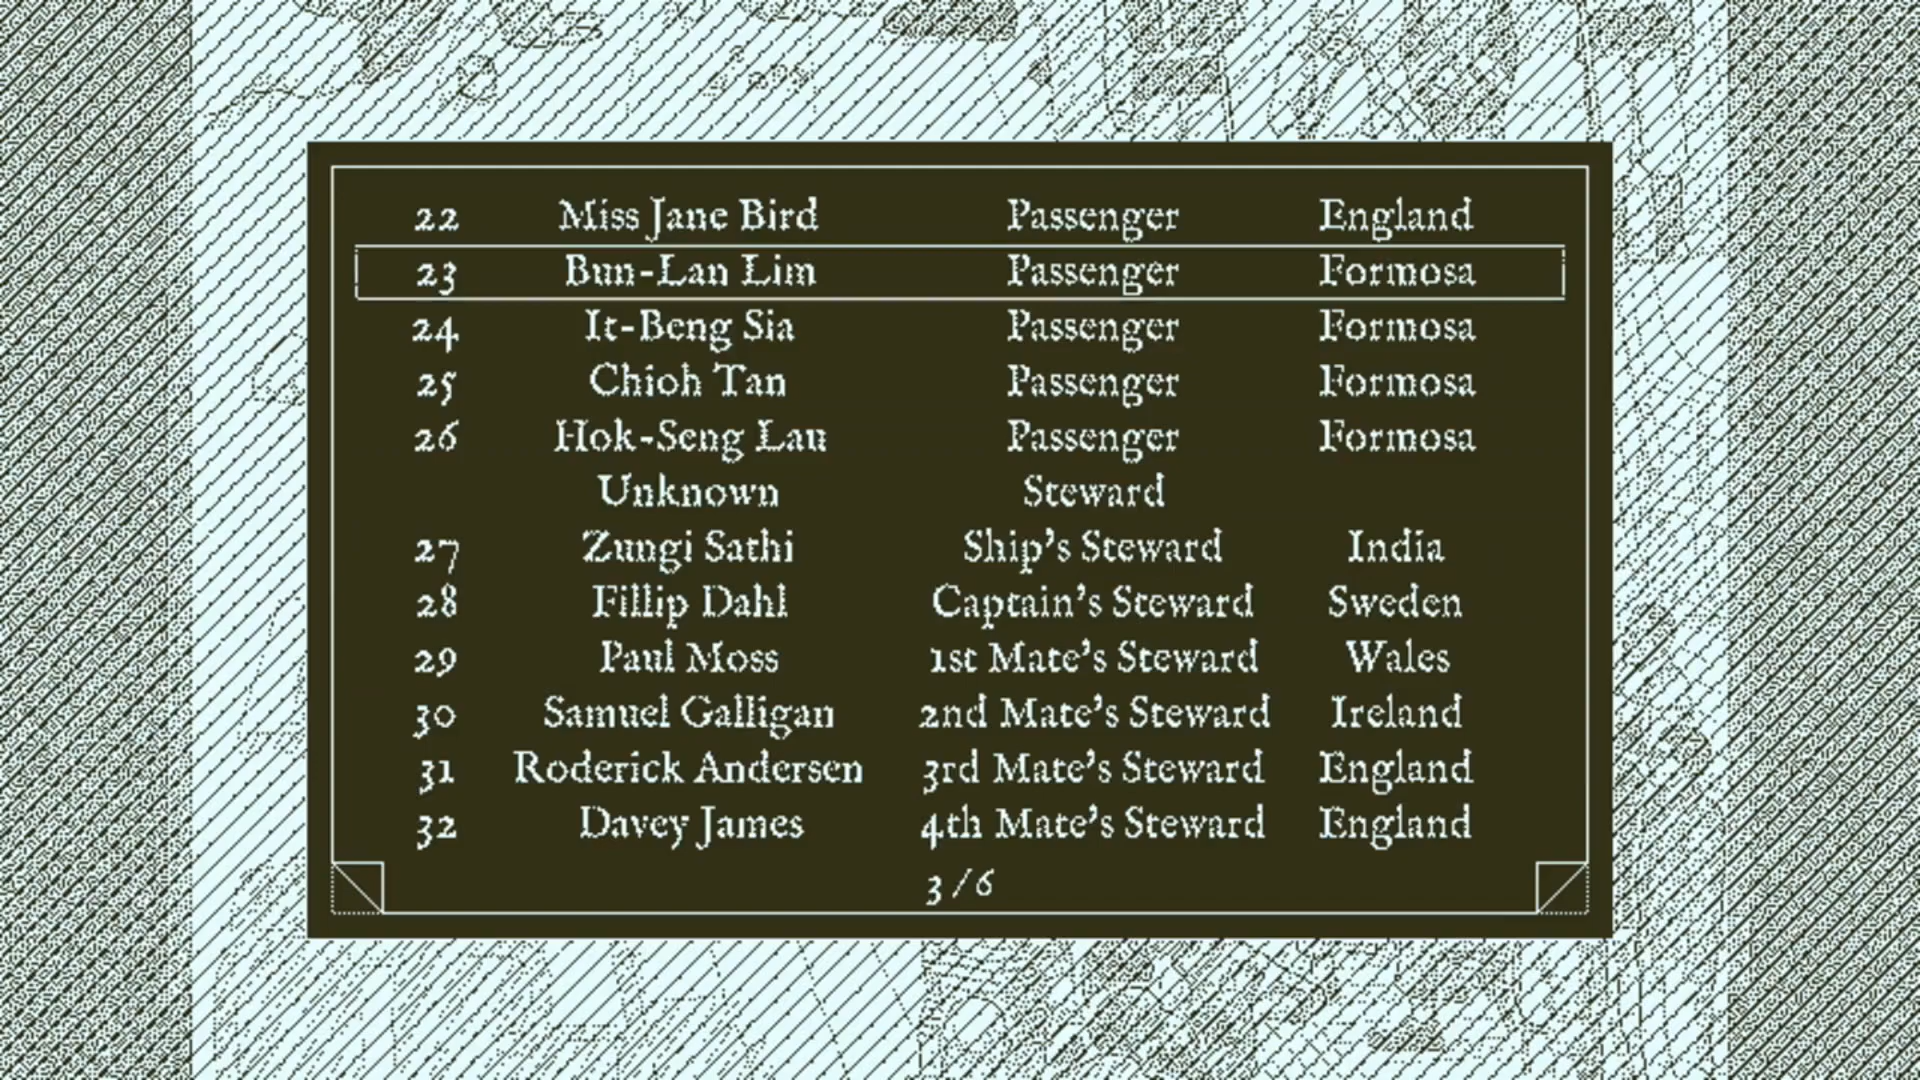 22 Miss Jane Bird Passenger England
23 Bun-Lan Lim Passenger Formosa
24 It-Beng Sia Passenger Formosa
25 Chioh Tan Passenger Formosa
26 Hok-Seng Lau Passenger Formosa
Unknown Steward
27 Zungi Sathi Ship's Steward India
28 Fillip Dahl Captain's Steward Sweden
29 Paul Moss 1st Mate's Steward Wales
30 Samuel Galligan 2nd Mate's Steward Ireland
31 Roderick Andersen 3rd Mate's Steward England
32 Davey James 4th Mate's Steward England
3/6